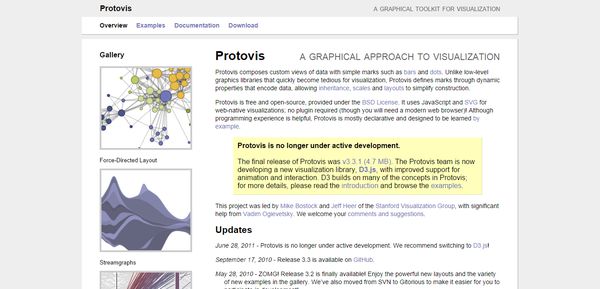 Protovis
A GRAPHICAL TOOLKIT FOR VISUALIZATION
Overview Examples Documentation Download
Gallery
Force-Directed Layout
Streamgraphs
Protovis A GRAPHICAL APPROACH TO VISUALIZATION
Protovis composes custom views of data with simple marks such as bars and dots. Unlike low-level
graphics libraries that quickly become tedious for visualization, Protovis defines marks through dynamic
properties that encode data, allowing inheritance, scales and layouts to simplify construction.
Protovis is free and open-source, provided under the BSD License. It uses JavaScript and SVG for
web-native visualizations; no plugin required (though you will need a modern web browser)! Although
programming experience is helpful, Protovis is mostly declarative and designed to be learned by
example.
Protovis is no longer under active development.
The final release of Protovis was v3.3.1 (4.7 MB). The Protovis team is now
developing a new visualization library, D3.js, with improved support for
animation and interaction. D3 builds on many of the concepts in Protovis;
for more details, please read the introduction and browse the examples.
This project was led by Mike Bostock and Jeff Heer of the Stanford Visualization Group, with significant
help from Vadim Ogievetsky. We welcome your comments and suggestions.
Updates
June 28, 2011 - Protovis is no longer under active development. We recommend switching to D3.js!
September 17, 2010 - Release 3.3 is available on GitHub.
May 28, 2010 - ZOMG! Release 3.2 is finally available! Enjoy the powerful new layouts and the variety
of new examples in the gallery. We've also moved from SVN to Gitorious to make it easier for you to